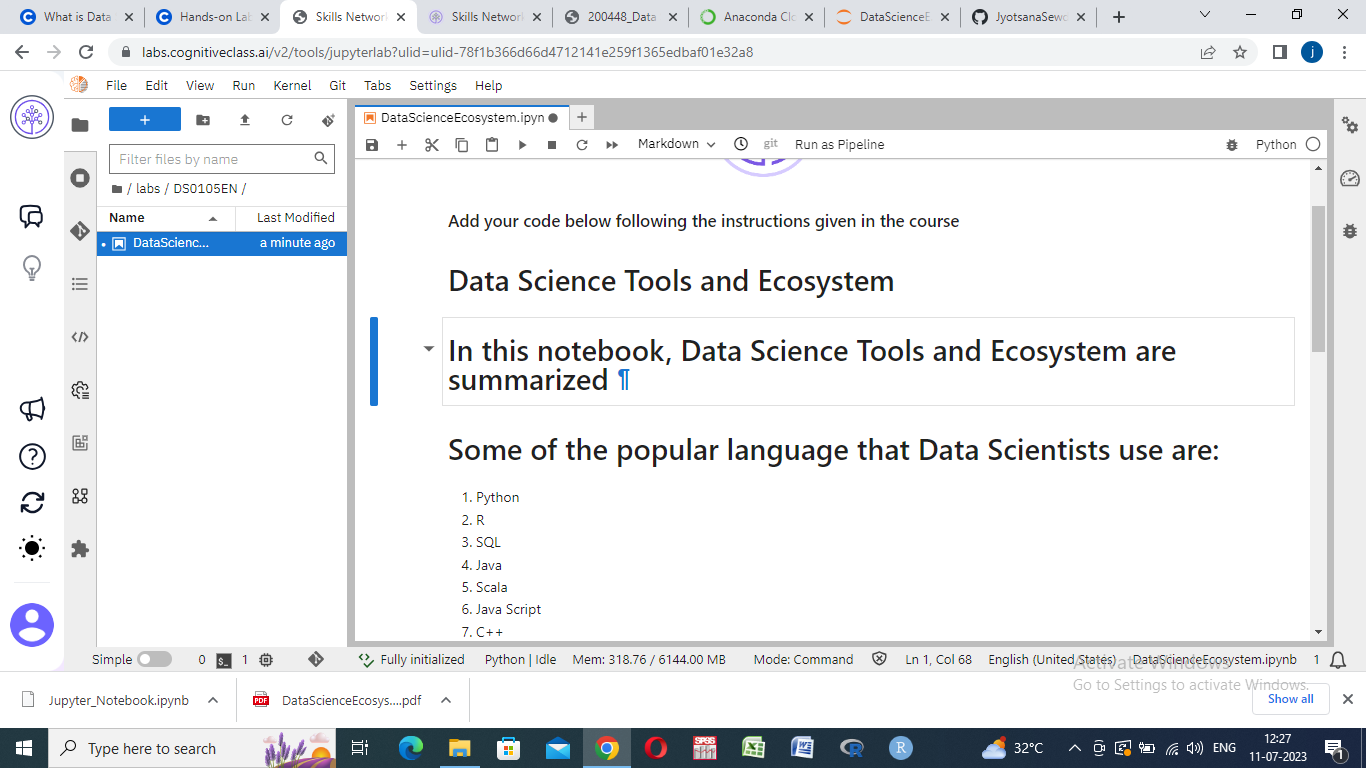 What is Data
Hands-on Lab
Skills Network
Skills Network
200448_Data
Anaconda Clo
DataScienceE
JyotsanaSewo
labs.cognitiveclass.ai/v2/tools/jupyterlab?ulid=ulid-78f1b366d66d4712141e259f1365edbaf01e32a8
j
File Edit View Run Kernel Git Tabs Settings Help
+
DataScienceEcosystem.ipyn
+
Filter files by name
Markdown
git
Run as Pipeline
Python
/ labs / DS0105EN /
Name Last Modified
DataScienc... a minute ago
Add your code below following the instructions given in the course
Data Science Tools and Ecosystem
In this notebook, Data Science Tools and Ecosystem are
summarized ¶
Some of the popular language that Data Scientists use are:
1. Python
2. R
3. SQL
4. Java
5. Scala
6. Java Script
7. C++
Simple 0 1 Fully initialized Python | Idle Mem: 318.76 / 6144.00 MB Mode: Command Ln 1, Col 68 English (United States) DataScienceEcosystem.ipynb 1
Activate Windows
Go to Settings to activate Windows.
Jupyter_Notebook.ipynb
PDF
DataScienceEcosys....pdf
Show all
Type here to search
SPSS
R
32°C
ENG
12:27
11-07-2023
1